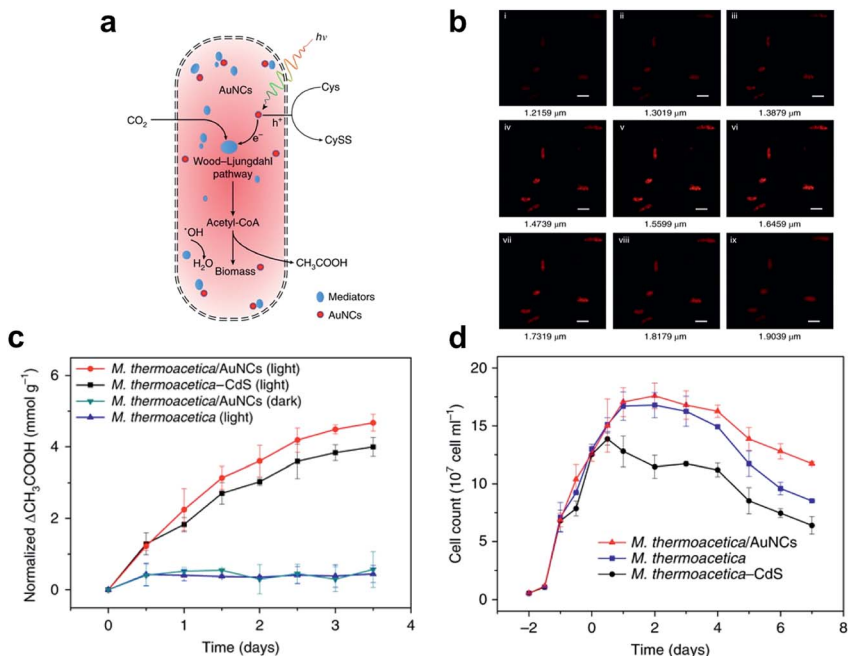 a
hν
AuNCs
Cys
h⁺
CO₂
e⁻
CySS
Wood–Ljungdahl
pathway
Acetyl-CoA
•OH
H₂O
CH₃COOH
Biomass
Mediators
AuNCs
b
i
ii
iii
1.2159 μm
1.3019 μm
1.3879 μm
iv
v
vi
1.4739 μm
1.5599 μm
1.6459 μm
vii
viii
ix
1.7319 μm
1.8179 μm
1.9039 μm
c
M. thermoacetica/AuNCs (light)
M. thermoacetica–CdS (light)
M. thermoacetica/AuNCs (dark)
M. thermoacetica (light)
Normalized ΔCH₃COOH (mmol g⁻¹)
6
4
2
0
0
1
2
3
4
Time (days)
d
Cell count (10⁷ cell ml⁻¹)
20
15
10
5
0
M. thermoacetica/AuNCs
M. thermoacetica
M. thermoacetica–CdS
−2
0
2
4
6
8
Time (days)